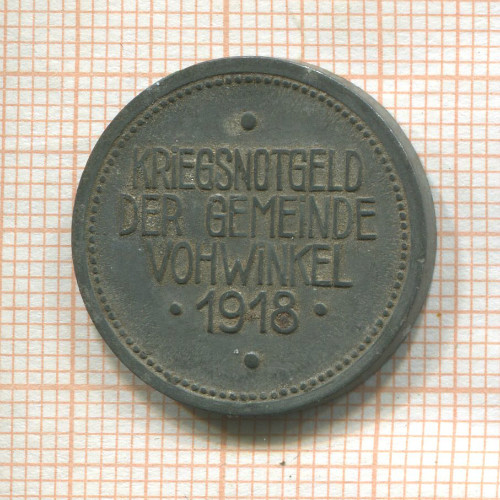 KRIEGSNOTGELD
DER GEMEINDE
VOHWINKEL
· 1918 ·